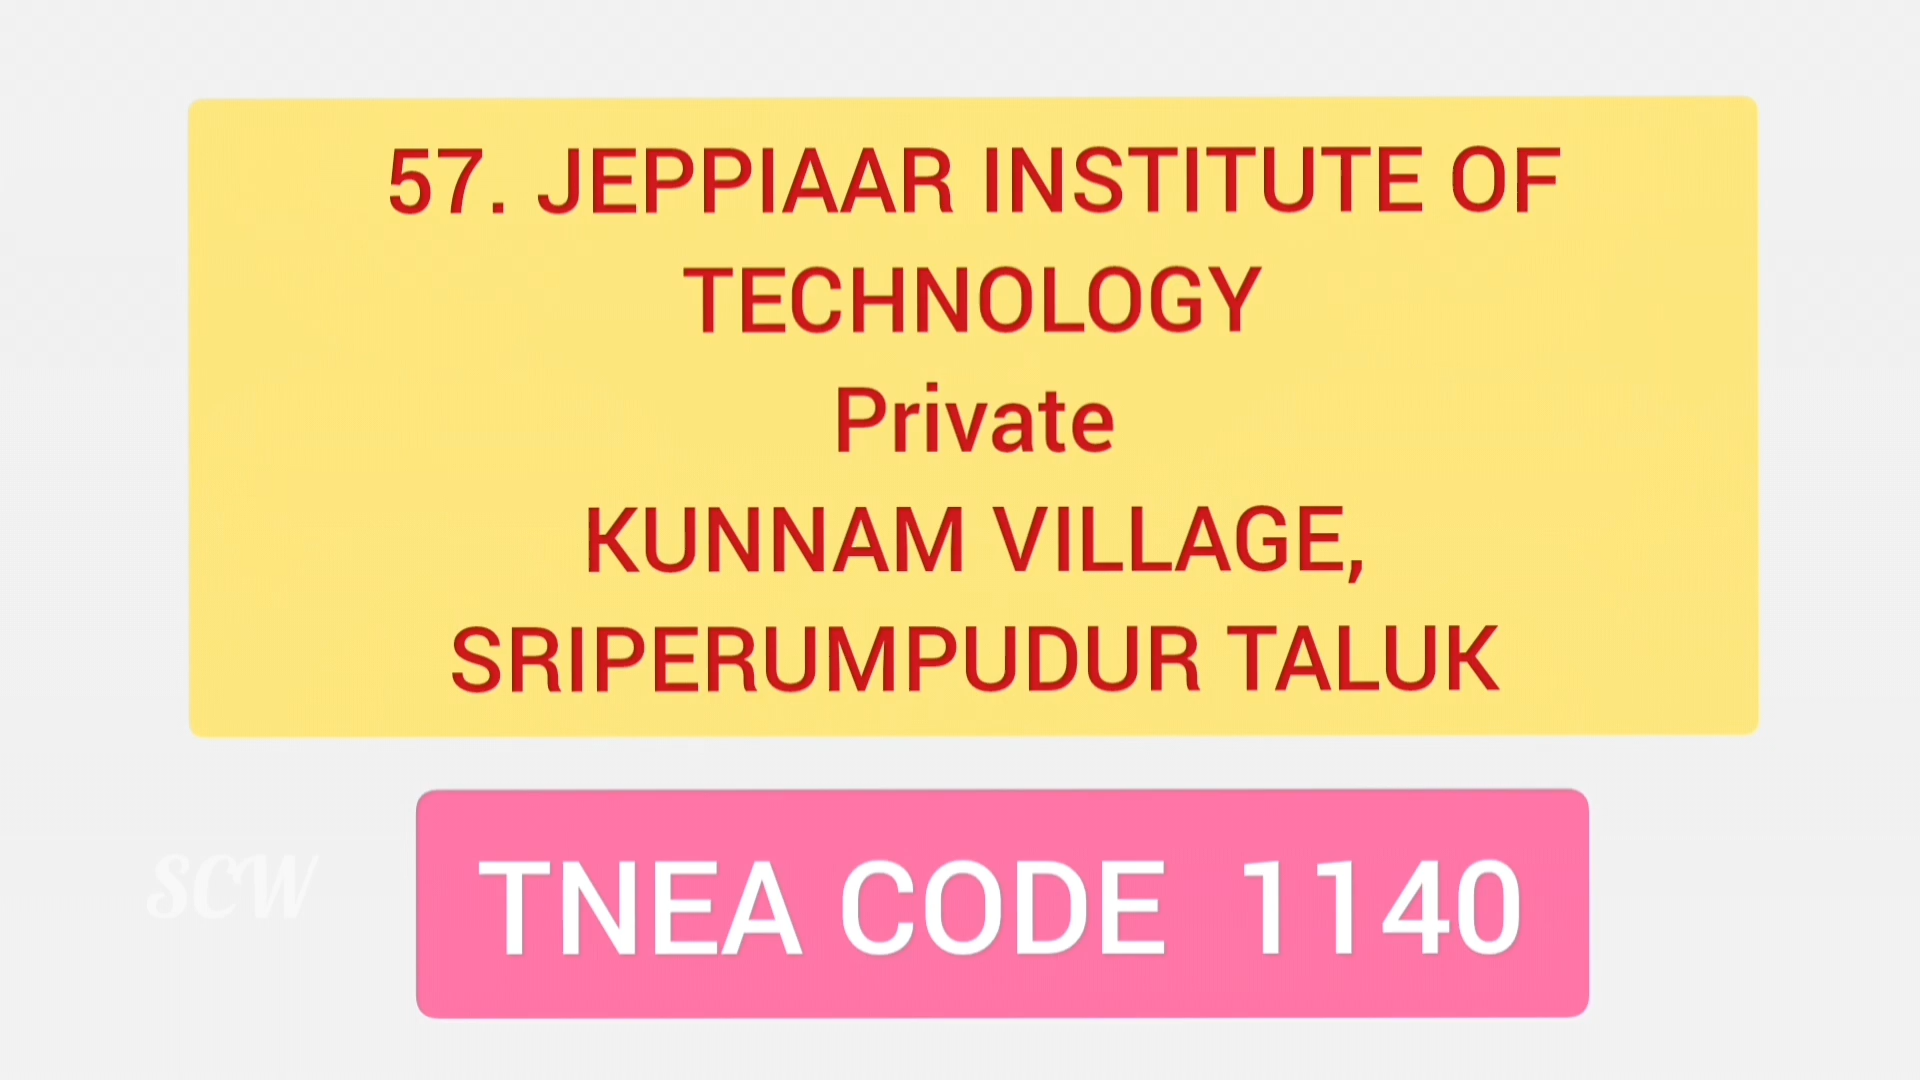 57. JEPPIAAR INSTITUTE OF
TECHNOLOGY
Private
KUNNAM VILLAGE,
SRIPERUMPUDUR TALUK
SCW
TNEA CODE 1140